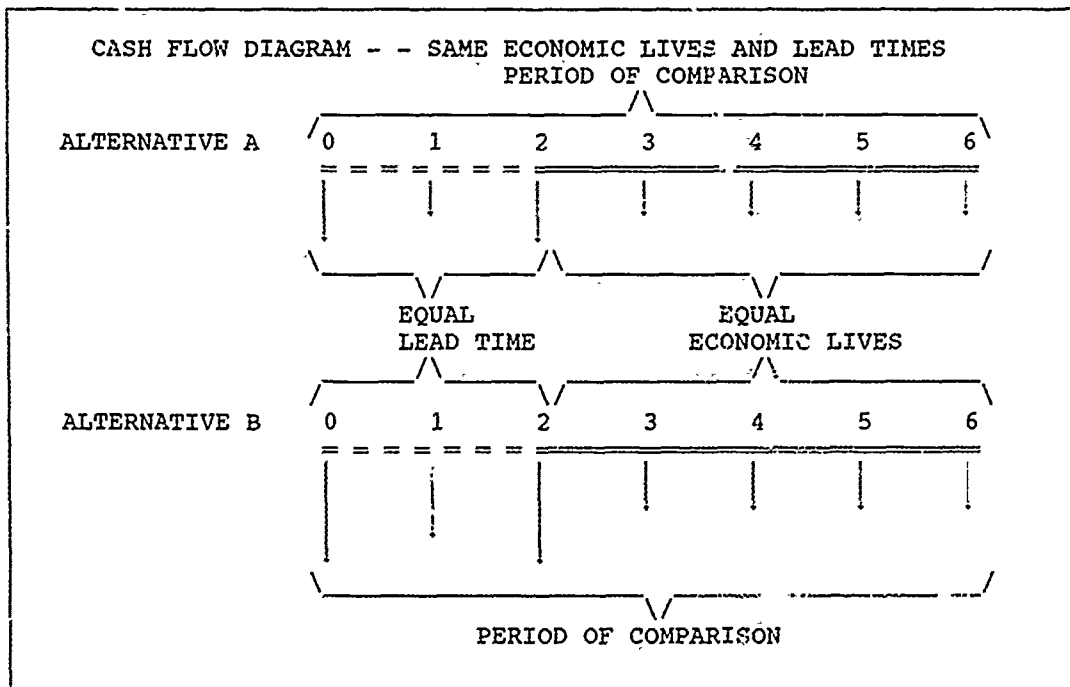 CASH FLOW DIAGRAM - - SAME ECONOMIC LIVES AND LEAD TIMES
PERIOD OF COMPARISON
ALTERNATIVE A 0 1 2 3 4 5 6
EQUAL EQUAL
LEAD TIME ECONOMIC LIVES
ALTERNATIVE B 0 1 2 3 4 5 6
PERIOD OF COMPARISON